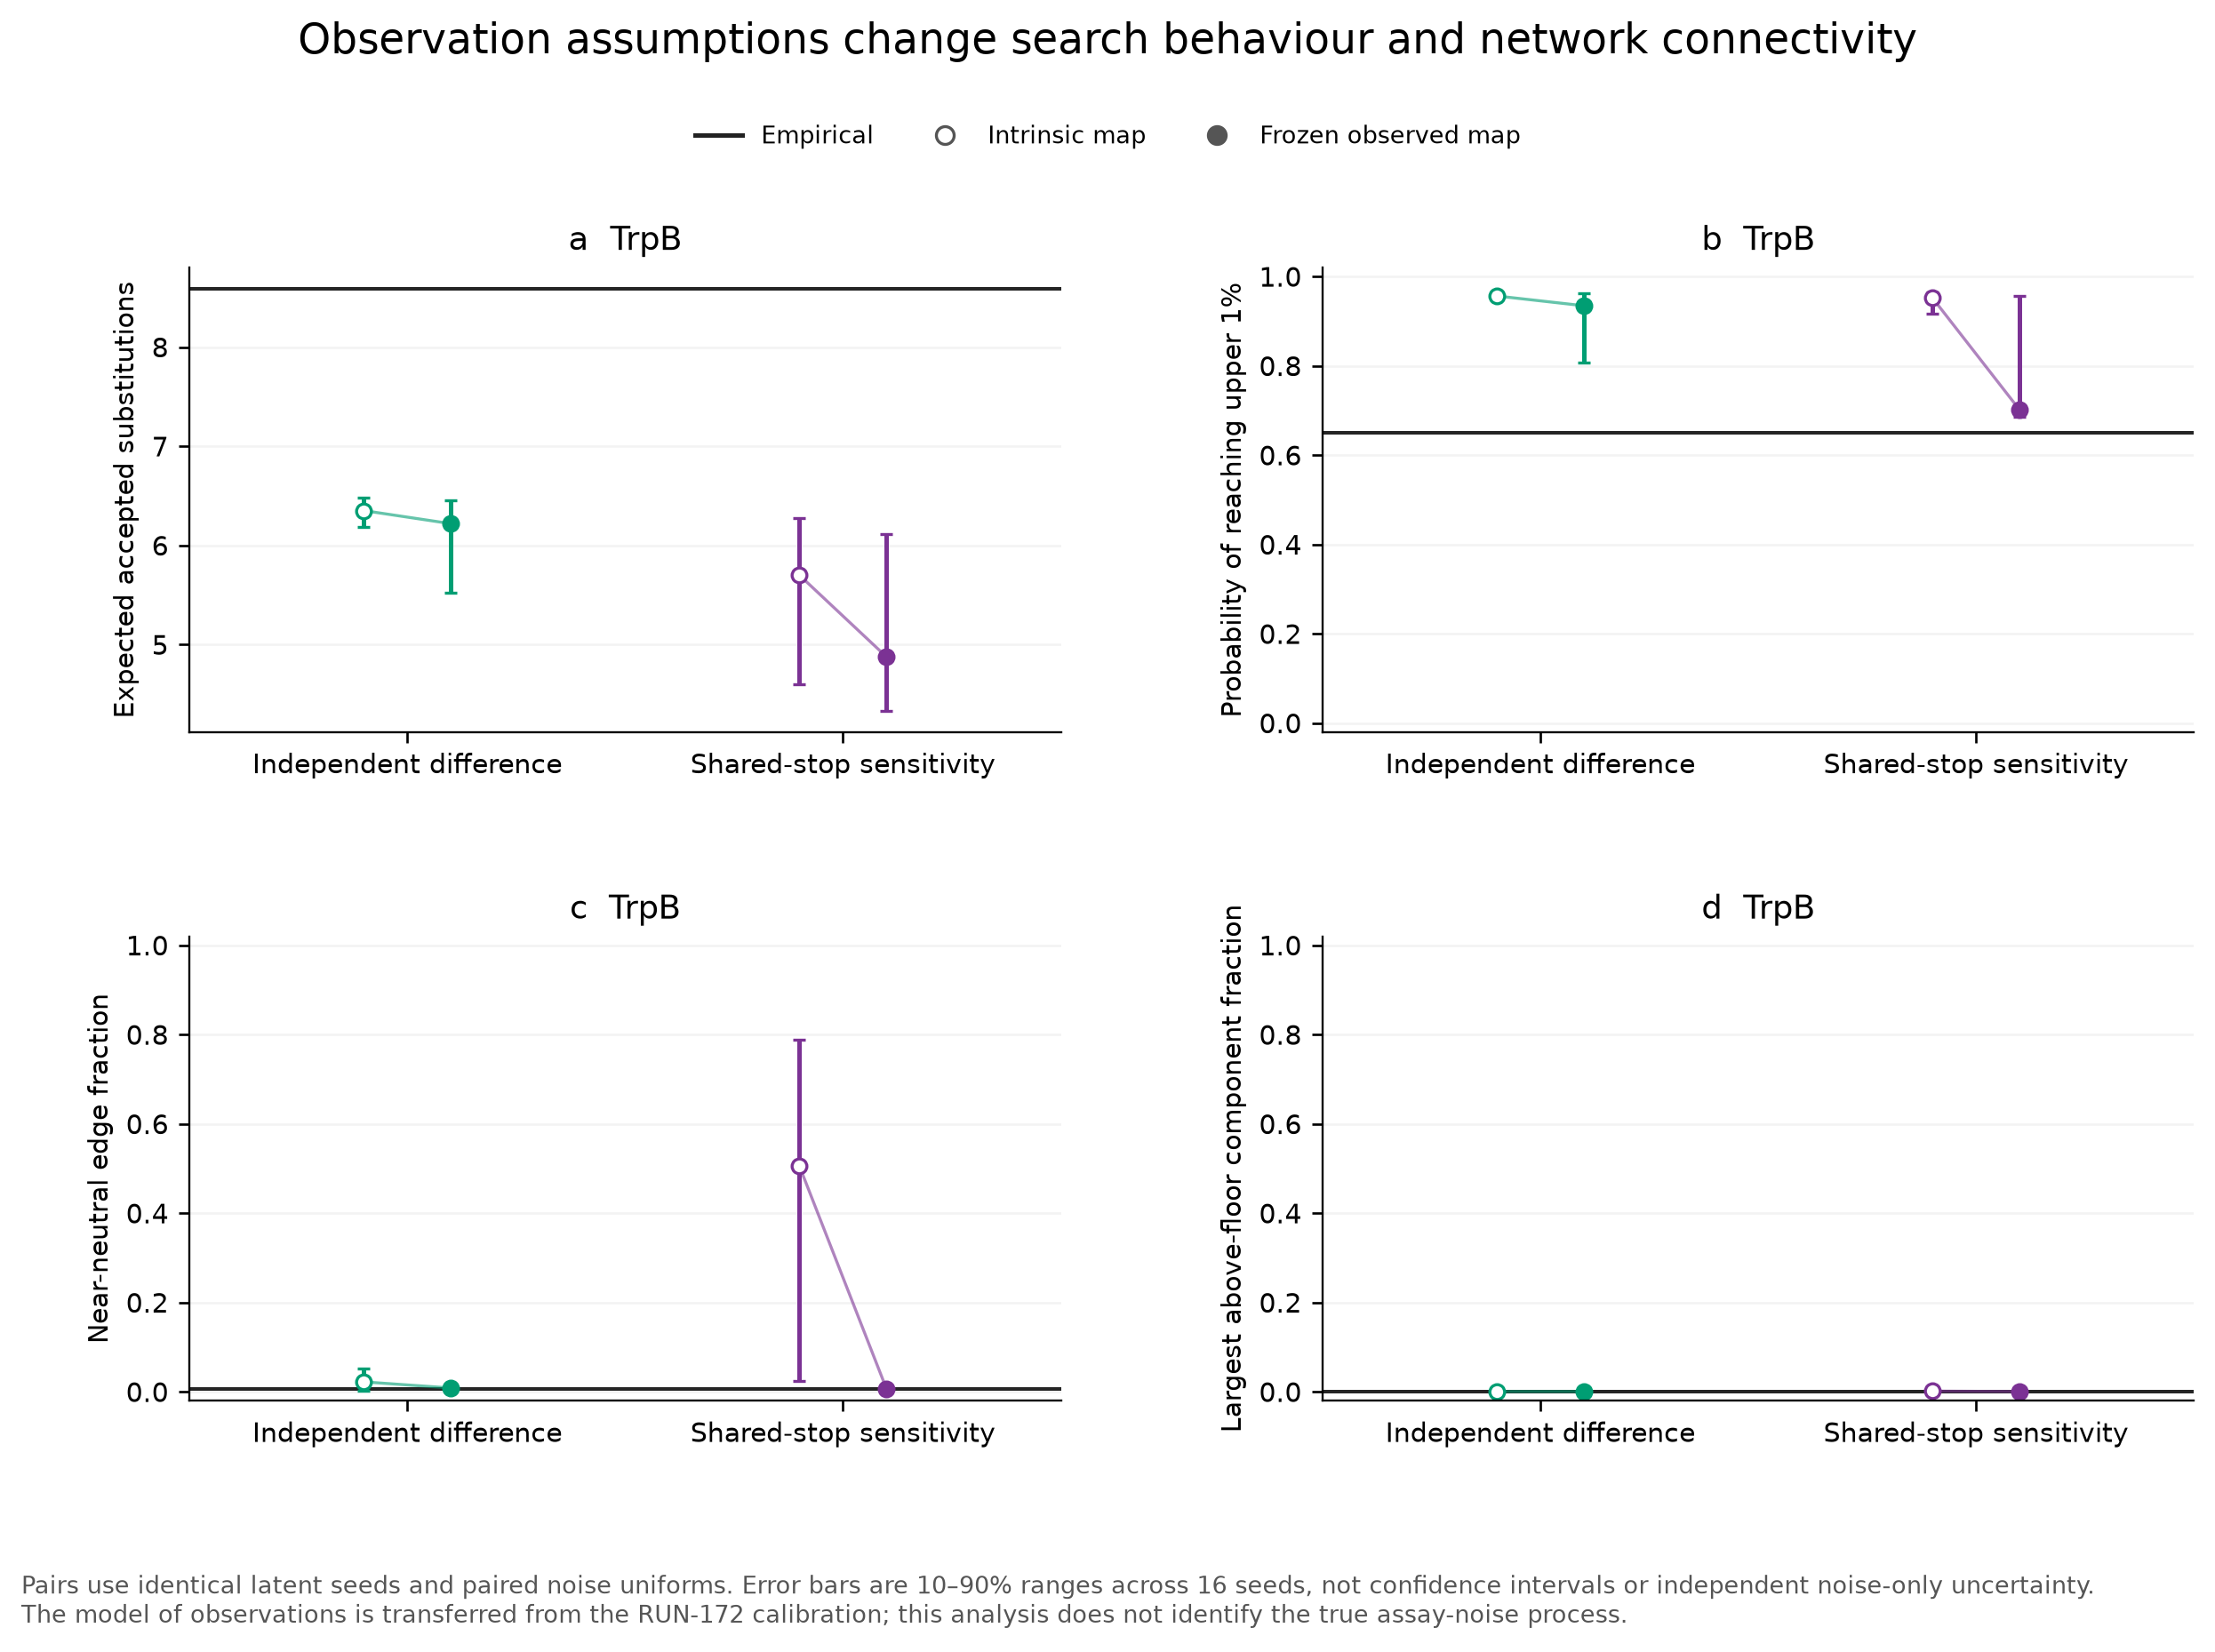 Observation assumptions change search behaviour and network connectivity
Empirical
Intrinsic map
Frozen observed map
a TrpB
Expected accepted substitutions
8
7
6
5
Independent difference
Shared-stop sensitivity
b TrpB
Probability of reaching upper 1%
1.0
0.8
0.6
0.4
0.2
0.0
Independent difference
Shared-stop sensitivity
c TrpB
Near-neutral edge fraction
1.0
0.8
0.6
0.4
0.2
0.0
Independent difference
Shared-stop sensitivity
d TrpB
Largest above-floor component fraction
1.0
0.8
0.6
0.4
0.2
0.0
Independent difference
Shared-stop sensitivity
Pairs use identical latent seeds and paired noise uniforms. Error bars are 10–90% ranges across 16 seeds, not confidence intervals or independent noise-only uncertainty.
The model of observations is transferred from the RUN-172 calibration; this analysis does not identify the true assay-noise process.